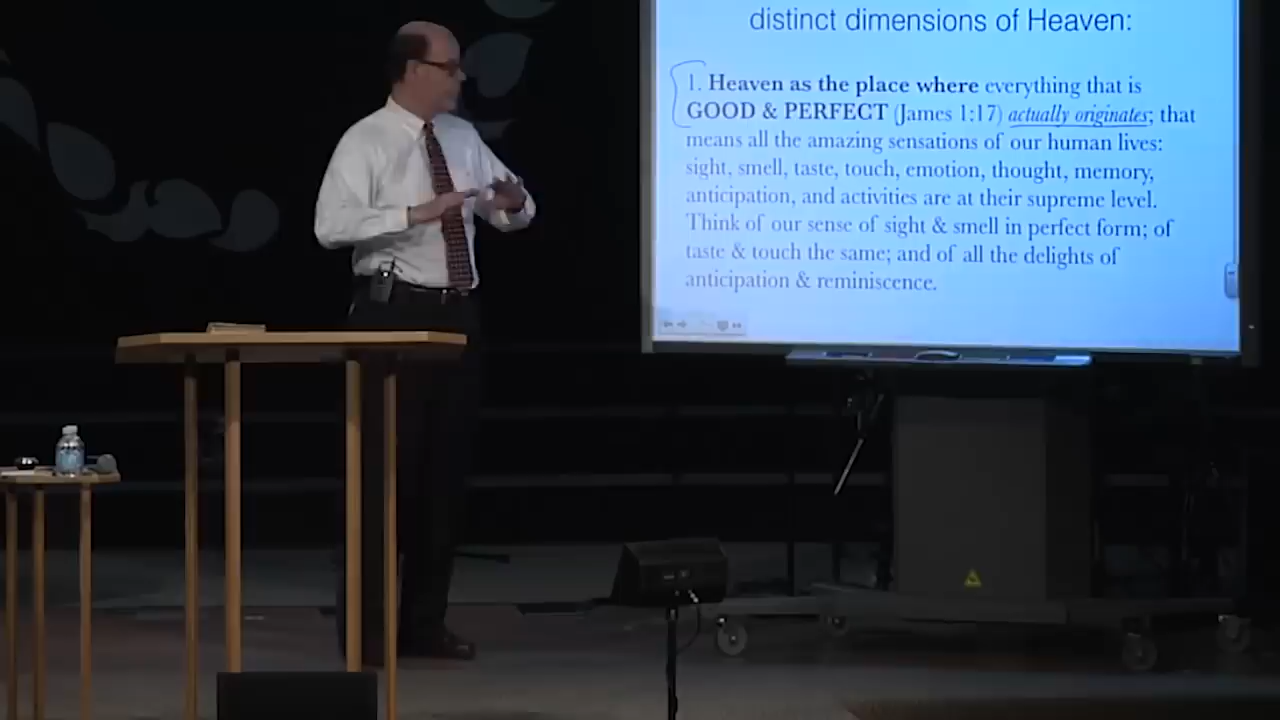 distinct dimensions of Heaven:
1. Heaven as the place where everything that is
GOOD & PERFECT (James 1:17) actually originates; that
means all the amazing sensations of our human lives:
sight, smell, taste, touch, emotion, thought, memory,
anticipation, and activities are at their supreme level.
Think of our sense of sight & smell in perfect form; of
taste & touch the same; and of all the delights of
anticipation & reminiscence.